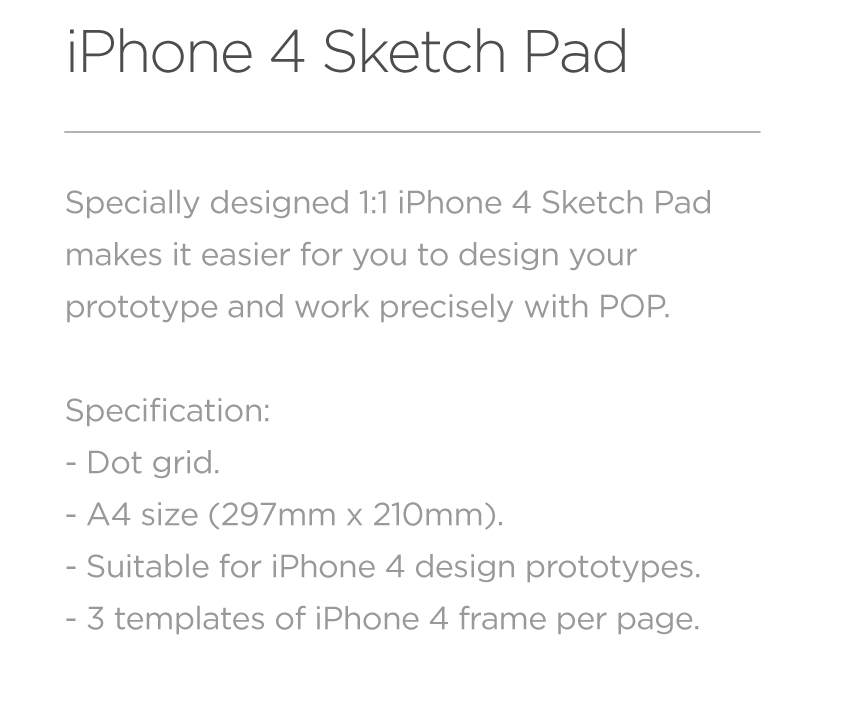 iPhone 4 Sketch Pad
Specially designed 1:1 iPhone 4 Sketch Pad
makes it easier for you to design your
prototype and work precisely with POP.
Specification:
- Dot grid.
- A4 size (297mm x 210mm).
- Suitable for iPhone 4 design prototypes.
- 3 templates of iPhone 4 frame per page.